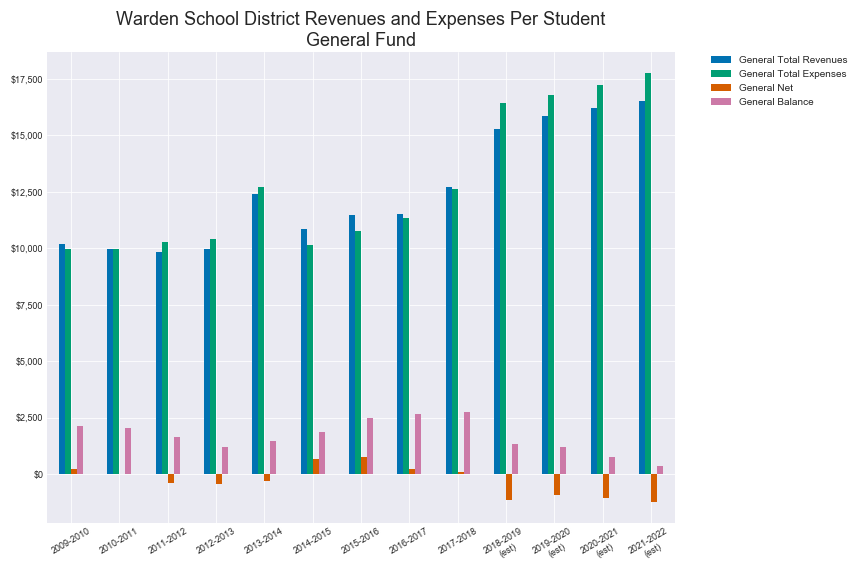 Warden School District Revenues and Expenses Per Student
General Fund
General Total Revenues
General Total Expenses
General Net
General Balance
$17,500
$15,000
$12,500
$10,000
$7,500
$5,000
$2,500
$0
2009-2010
2010-2011
2011-2012
2012-2013
2013-2014
2014-2015
2015-2016
2016-2017
2017-2018
2018-2019
(est)
2019-2020
(est)
2020-2021
(est)
2021-2022
(est)